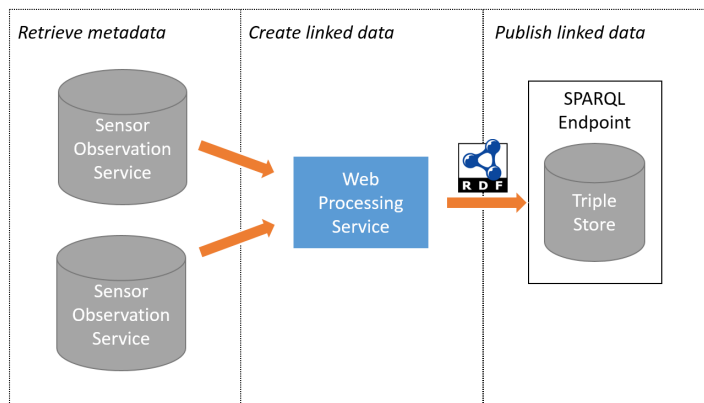 Retrieve metadata
Create linked data
Publish linked data
Sensor
Observation
Service
Sensor
Observation
Service
Web
Processing
Service
RDF
SPARQL
Endpoint
Triple
Store